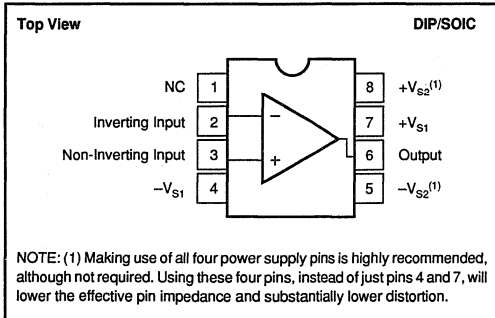 Top View DIP/SOIC
NC 1 8 +VS2(1)
Inverting Input 2 − 7 +VS1
Non-Inverting Input 3 + 6 Output
−VS1 4 5 −VS2(1)
NOTE: (1) Making use of all four power supply pins is highly recommended,
although not required. Using these four pins, instead of just pins 4 and 7, will
lower the effective pin impedance and substantially lower distortion.